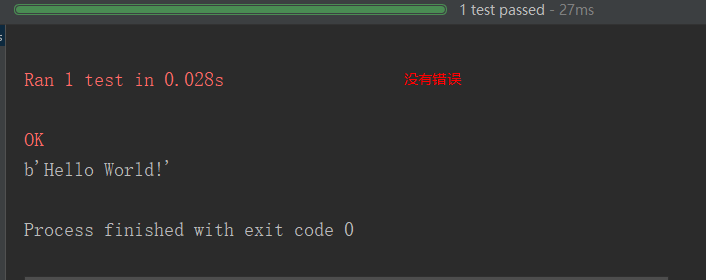 1 test passed - 27ms
s
Ran 1 test in 0.028s 没有错误
OK
b'Hello World!'
Process finished with exit code 0